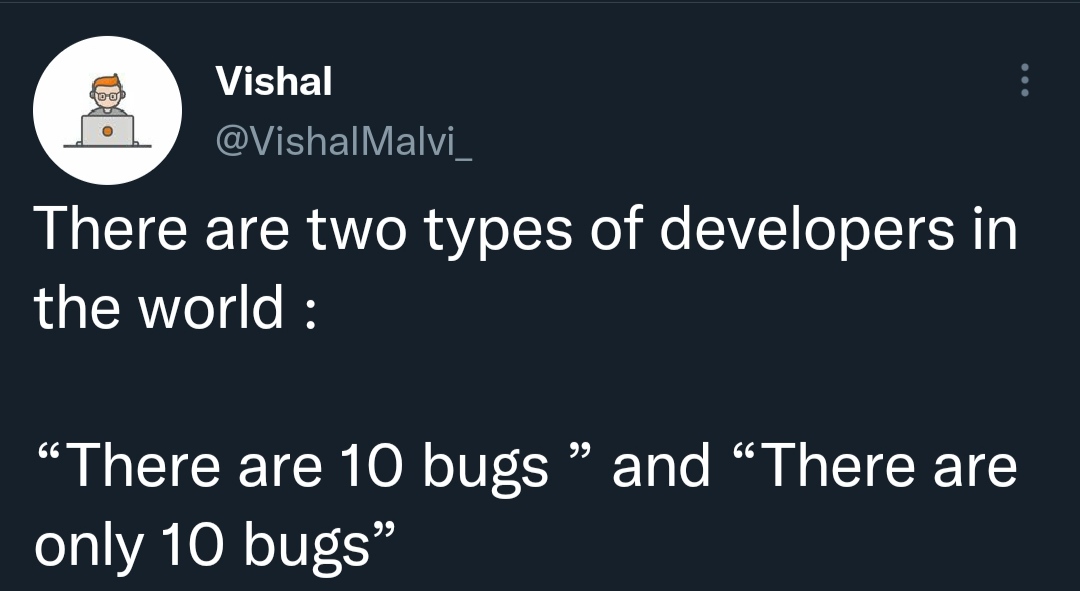 Vishal
@VishalMalvi_
There are two types of developers in
the world :
“There are 10 bugs ” and “There are
only 10 bugs”